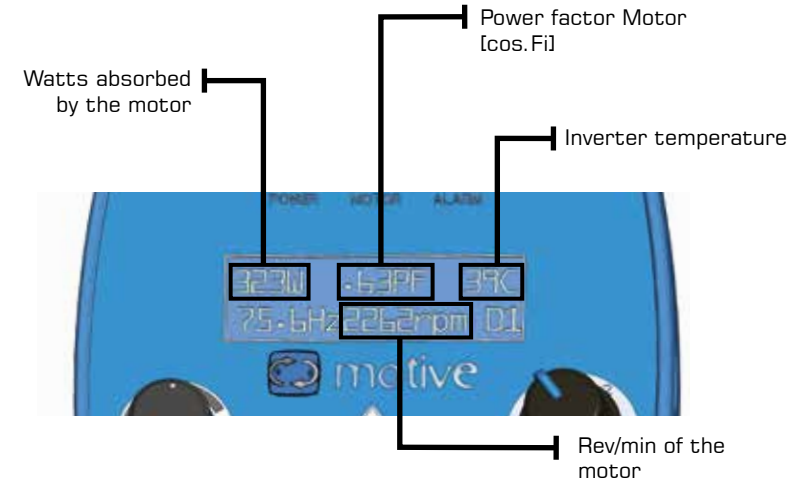 Power factor Motor
[cos.Fi]
Watts absorbed
by the motor
Inverter temperature
POWER MOTOR ALARM
323W .63PF 39C
75.6Hz 2262rpm D1
motive
Rev/min of the
motor